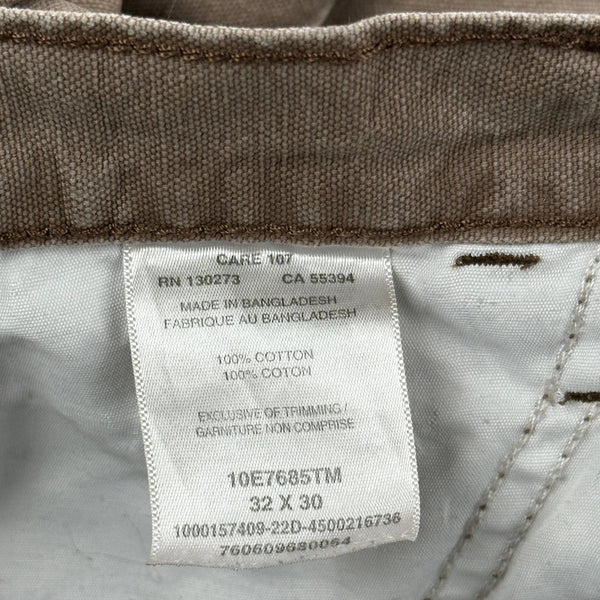 CARE 107
RN 130273 CA 55394
MADE IN BANGLADESH
FABRIQUE AU BANGLADESH
100% COTTON
100% COTON
EXCLUSIVE OF TRIMMING /
GARNITURE NON COMPRISE
10E7685TM
32 X 30
1000157409-22D-4500216736
760609680064